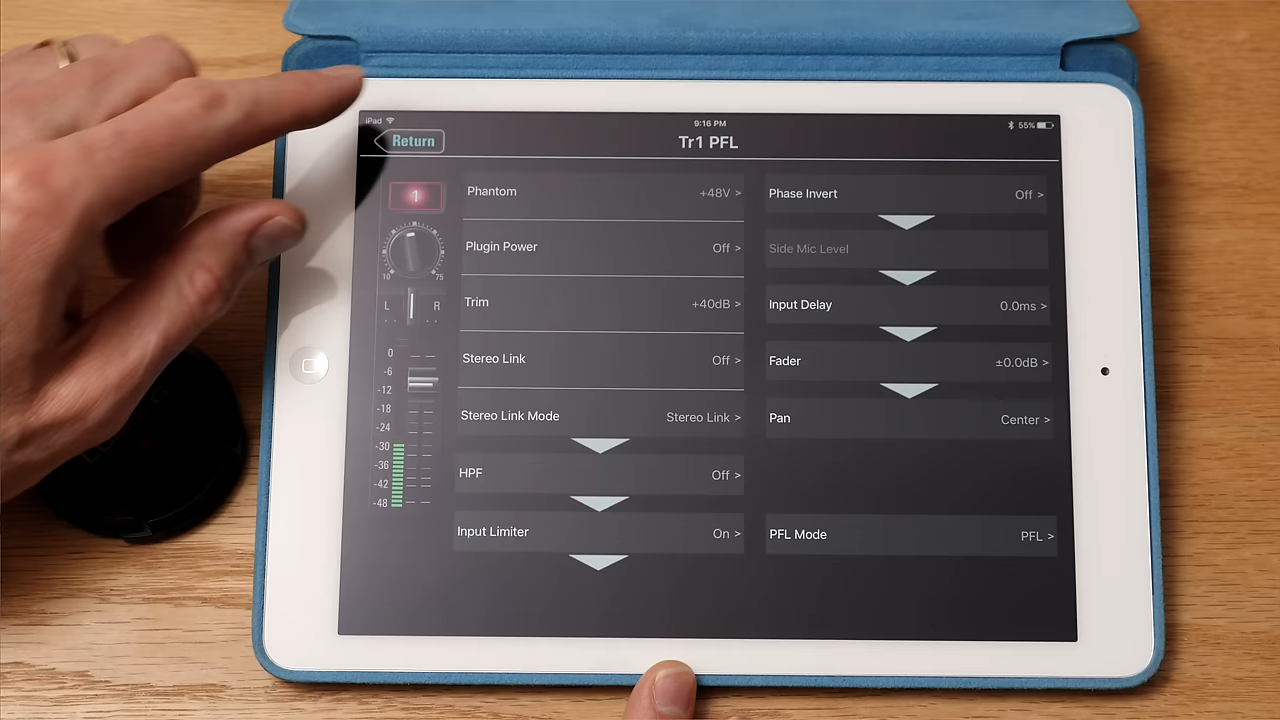 iPad 9:16 PM 55%
Return Tr1 PFL
1
10 75
L R
0
-6
-12
-18
-24
-30
-36
-42
-48
Phantom +48V >
Plugin Power Off >
Trim +40dB >
Stereo Link Off >
Stereo Link Mode Stereo Link >
HPF Off >
Input Limiter On >
Phase Invert Off >
Side Mic Level
Input Delay 0.0ms >
Fader ±0.0dB >
Pan Center >
PFL Mode PFL >